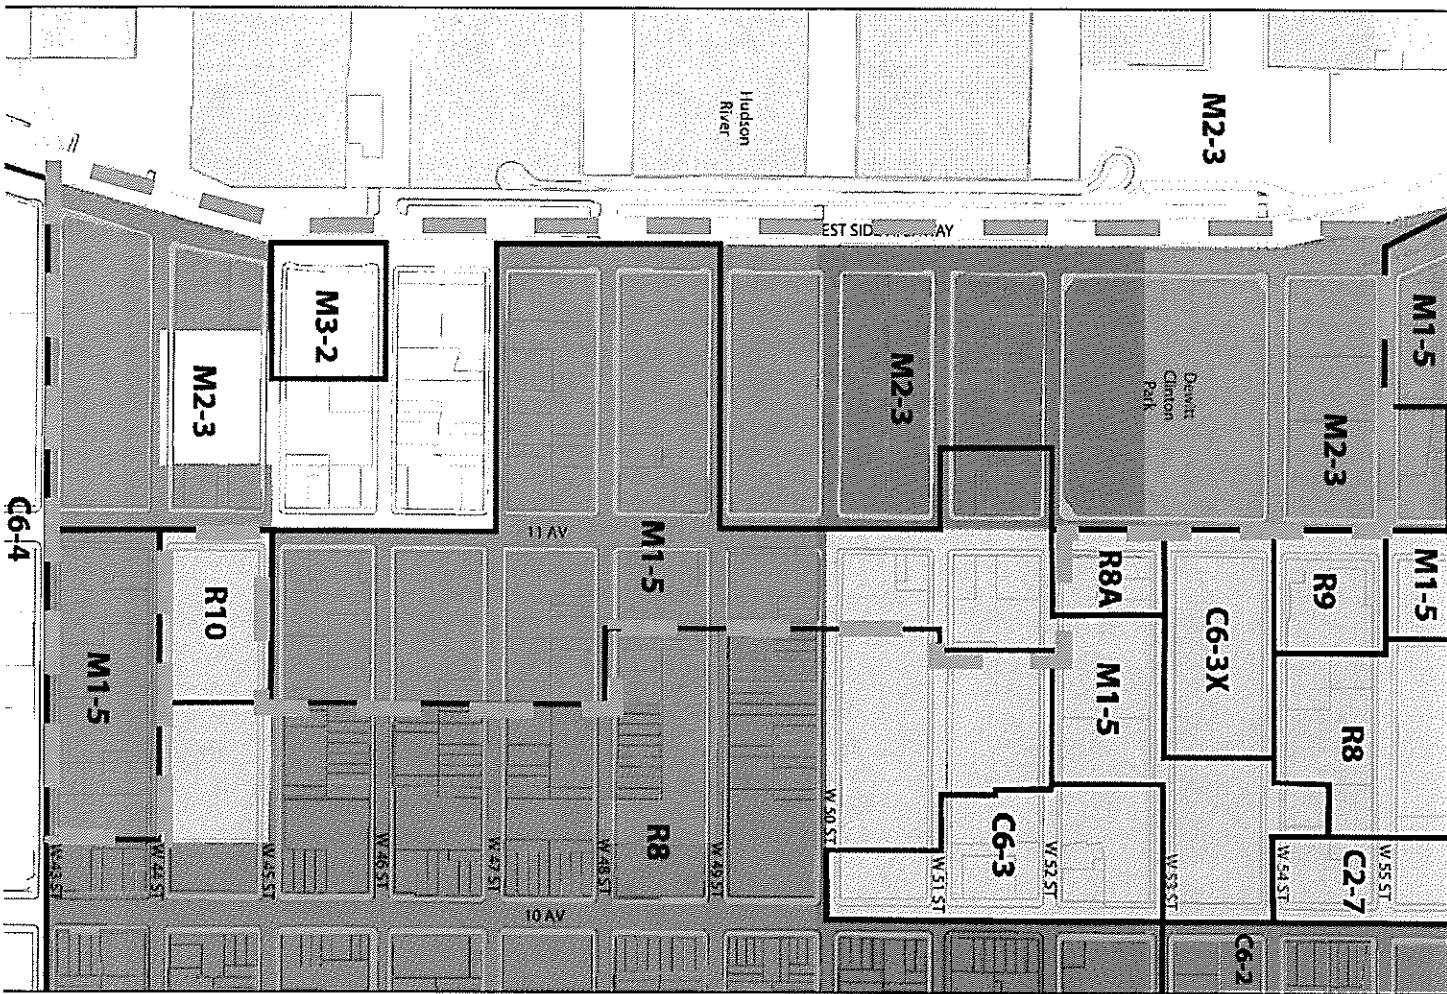 Hudson
River
M2-3
EST SID
AY
M1-5
M3-2
M2-3
Dewitt
Clinton
Park
M2-3
M2-3
C6-4
11 AV
M1-5
R8A
R9
M1-5
R10
C6-3X
M1-5
M1-5
R8
W 50 ST
R8
C6-3
W 43 ST
W 44 ST
W 45 ST
W 46 ST
W 47 ST
W 48 ST
W 49 ST
W 51 ST
W 52 ST
W 53 ST
W 54 ST
W 55 ST
C2-7
10 AV
C6-2